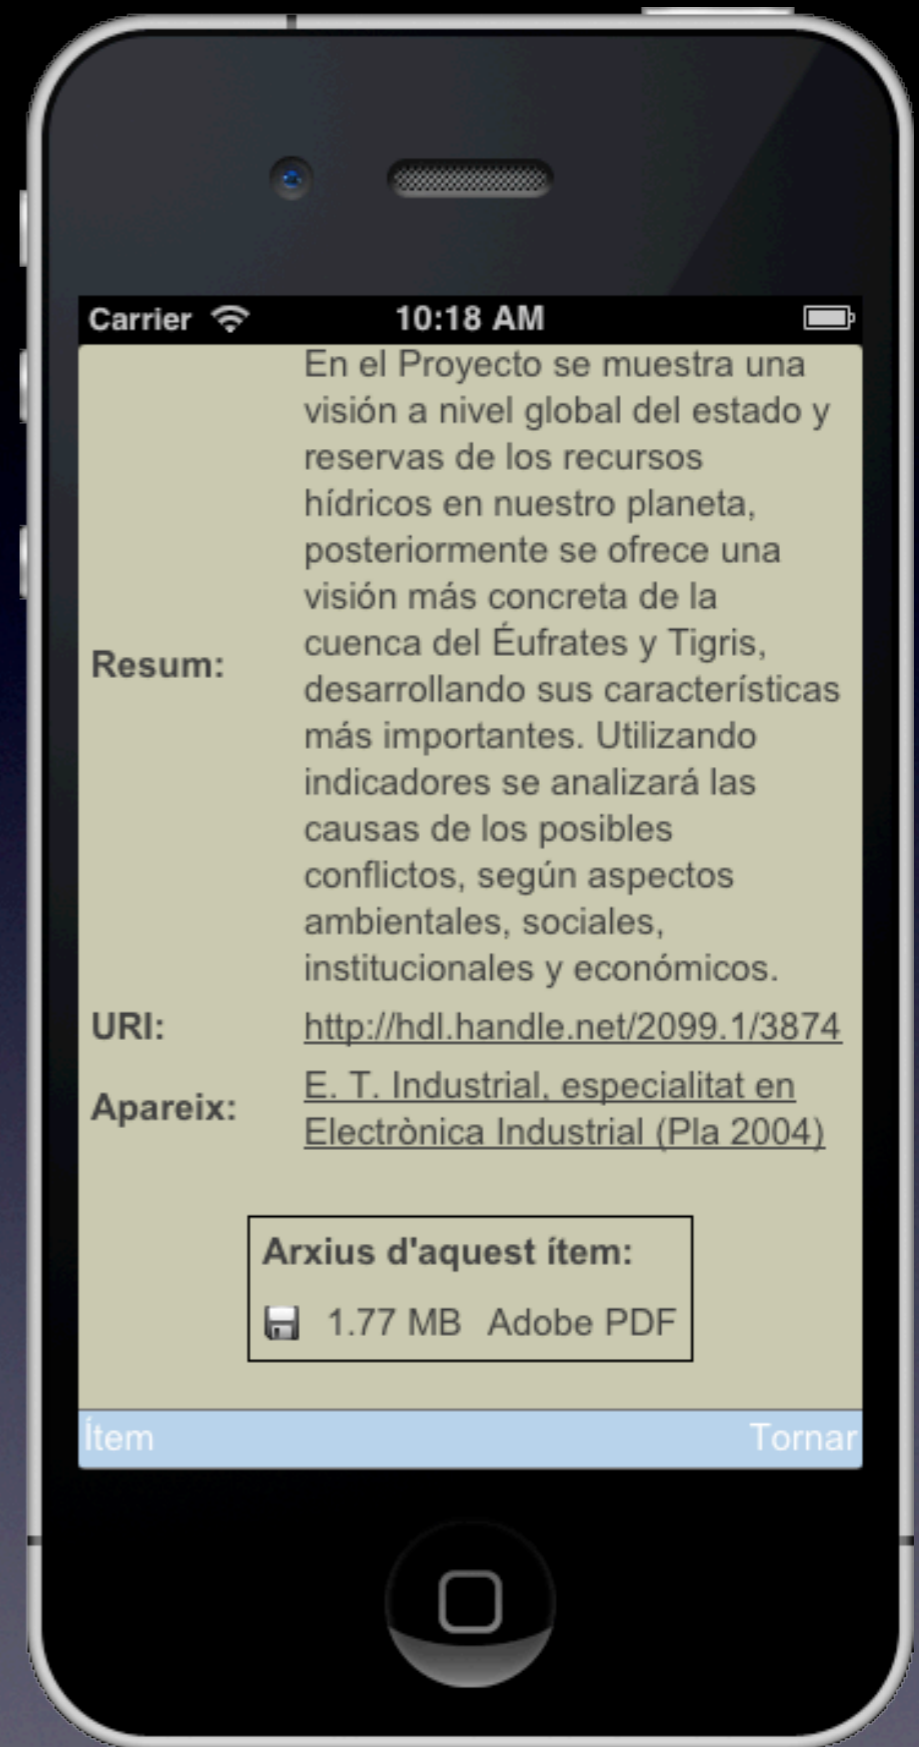 Carrier 10:18 AM
En el Proyecto se muestra una
visión a nivel global del estado y
reservas de los recursos
hídricos en nuestro planeta,
posteriormente se ofrece una
visión más concreta de la
cuenca del Éufrates y Tigris,
Resum:
desarrollando sus características
más importantes. Utilizando
indicadores se analizará las
causas de los posibles
conflictos, según aspectos
ambientales, sociales,
institucionales y económicos.
URI: http://hdl.handle.net/2099.1/3874
Apareix: E. T. Industrial, especialitat en
Electrònica Industrial (Pla 2004)
Arxius d'aquest ítem:
1.77 MB Adobe PDF
Ítem Tornar